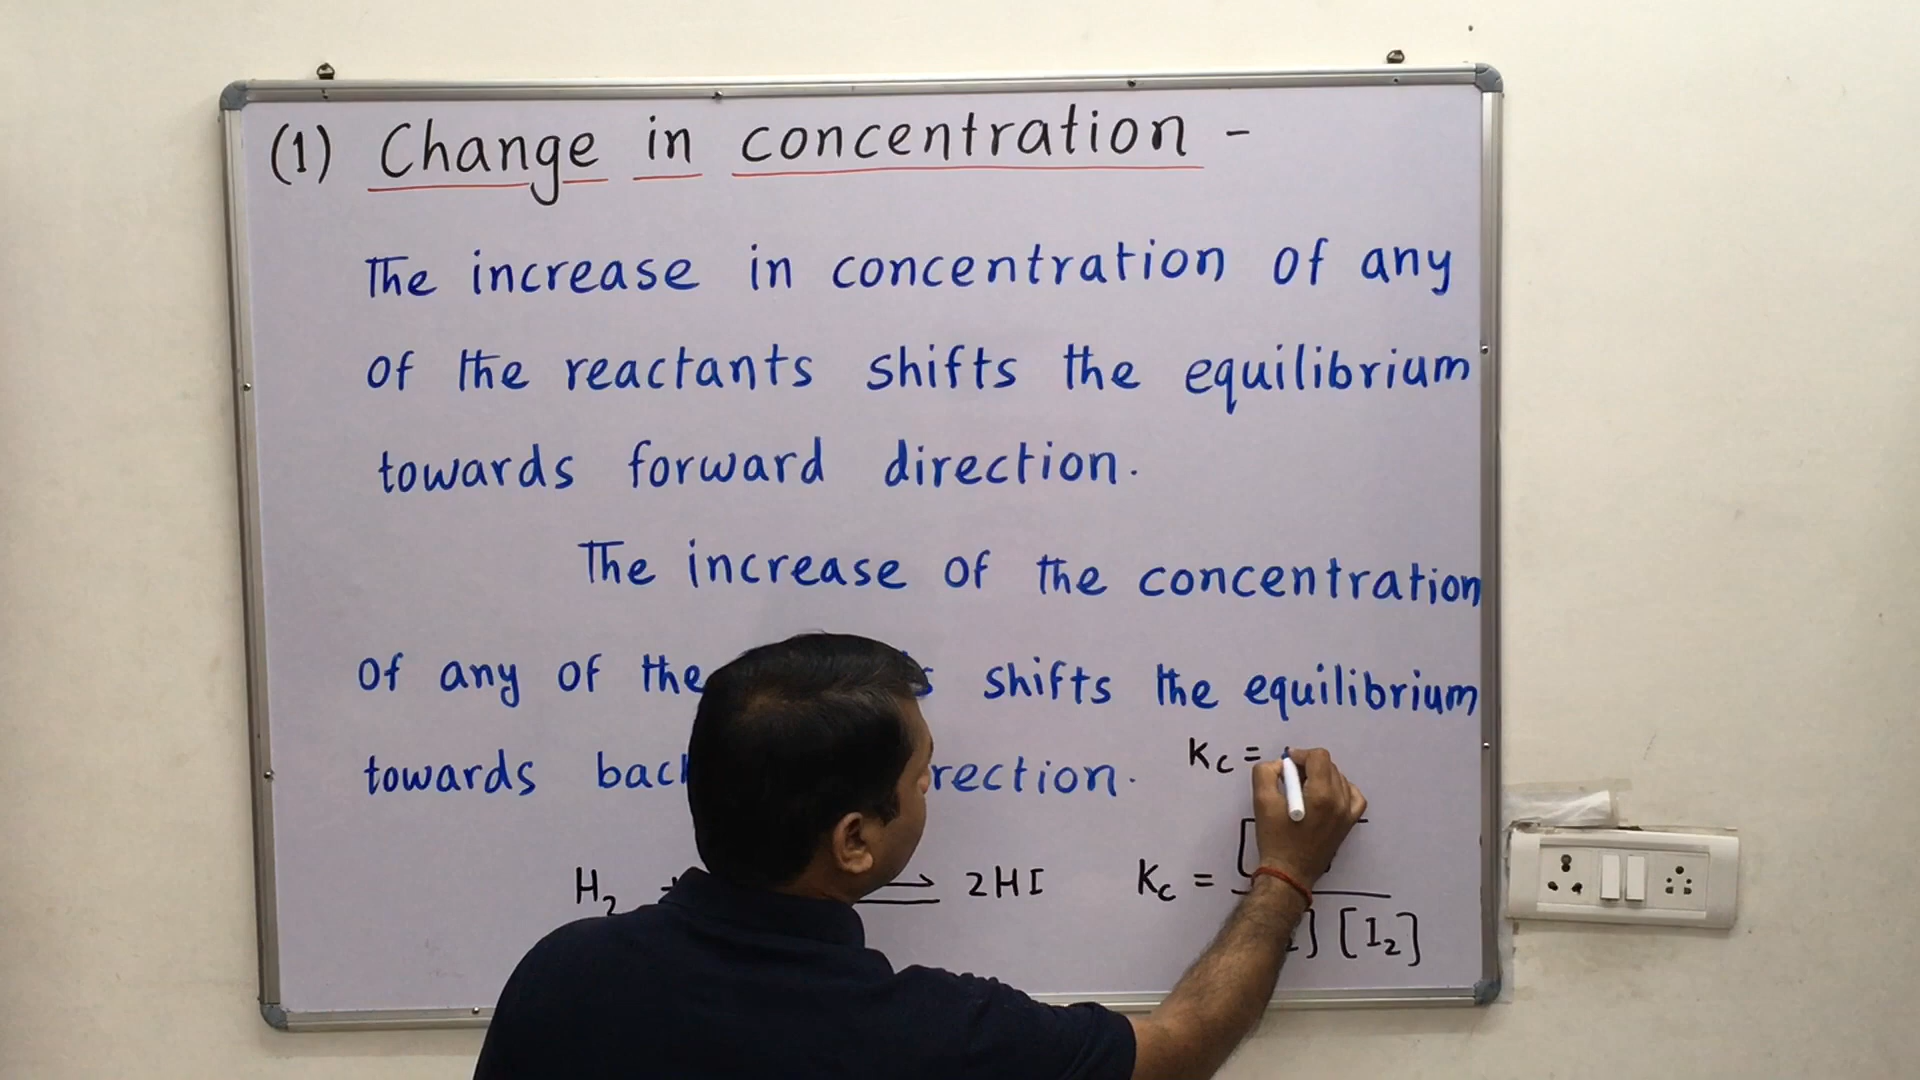 (1) Change in concentration -
The increase in concentration of any
of the reactants shifts the equilibrium
towards forward direction.
The increase of the concentration
of any of the shifts the equilibrium
towards
Kc =
H2 + ⇌ 2HI Kc =
[I2]